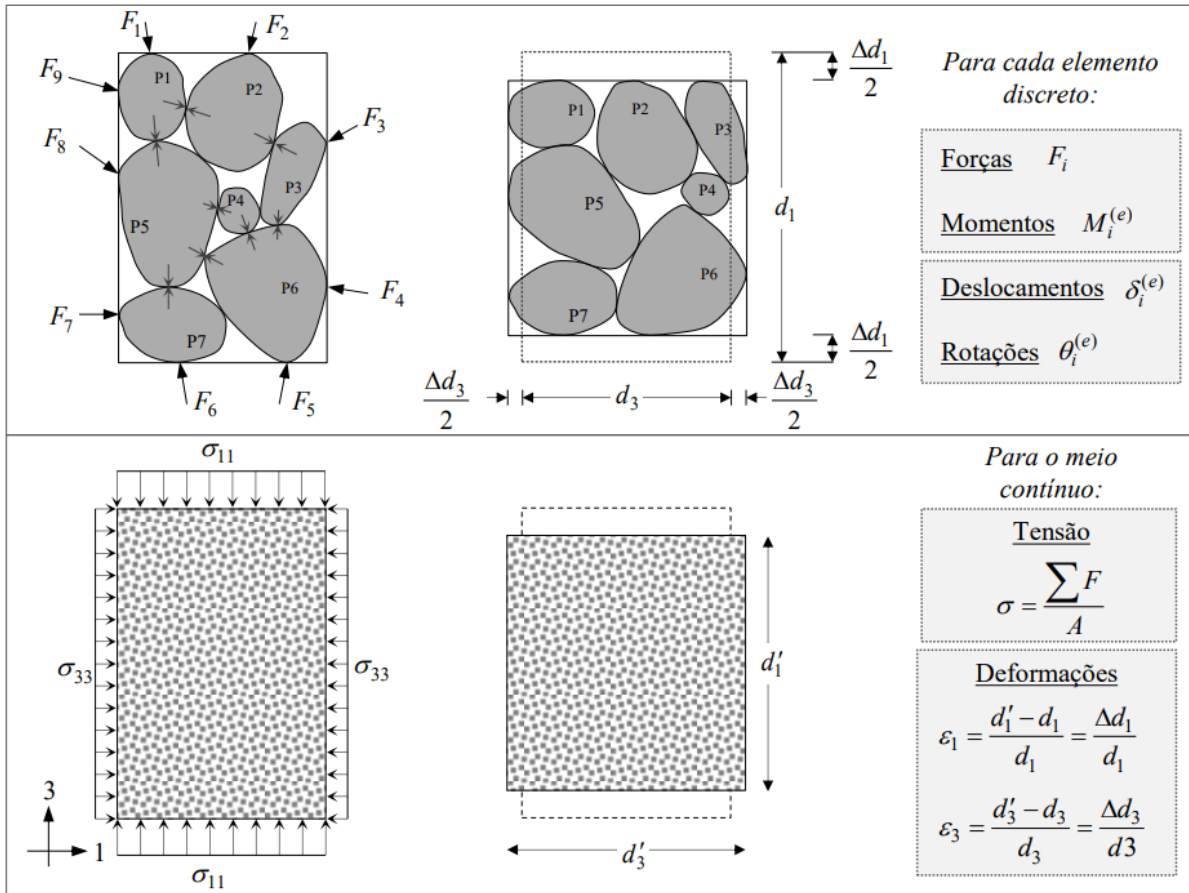 F₁
F₂
F₉
P1
P2
F₃
F₈
P3
P4
P5
P6
F₄
F₇
P7
F₆
F₅
Δd₁/2
P1
P2
P3
P4
P5
d₁
P6
P7
Δd₁/2
Δd₃/2
d₃
Δd₃/2
Para cada elemento
discreto:
Forças Fᵢ
Momentos Mᵢ⁽ᵉ⁾
Deslocamentos δᵢ⁽ᵉ⁾
Rotações θᵢ⁽ᵉ⁾
σ₁₁
σ₃₃
σ₃₃
3
1
σ₁₁
d₁′
d₃′
Para o meio
contínuo:
Tensão
σ = ∑F/A
Deformações
ε₁ = (d₁′ − d₁)/d₁ = Δd₁/d₁
ε₃ = (d₃′ − d₃)/d₃ = Δd₃/d3